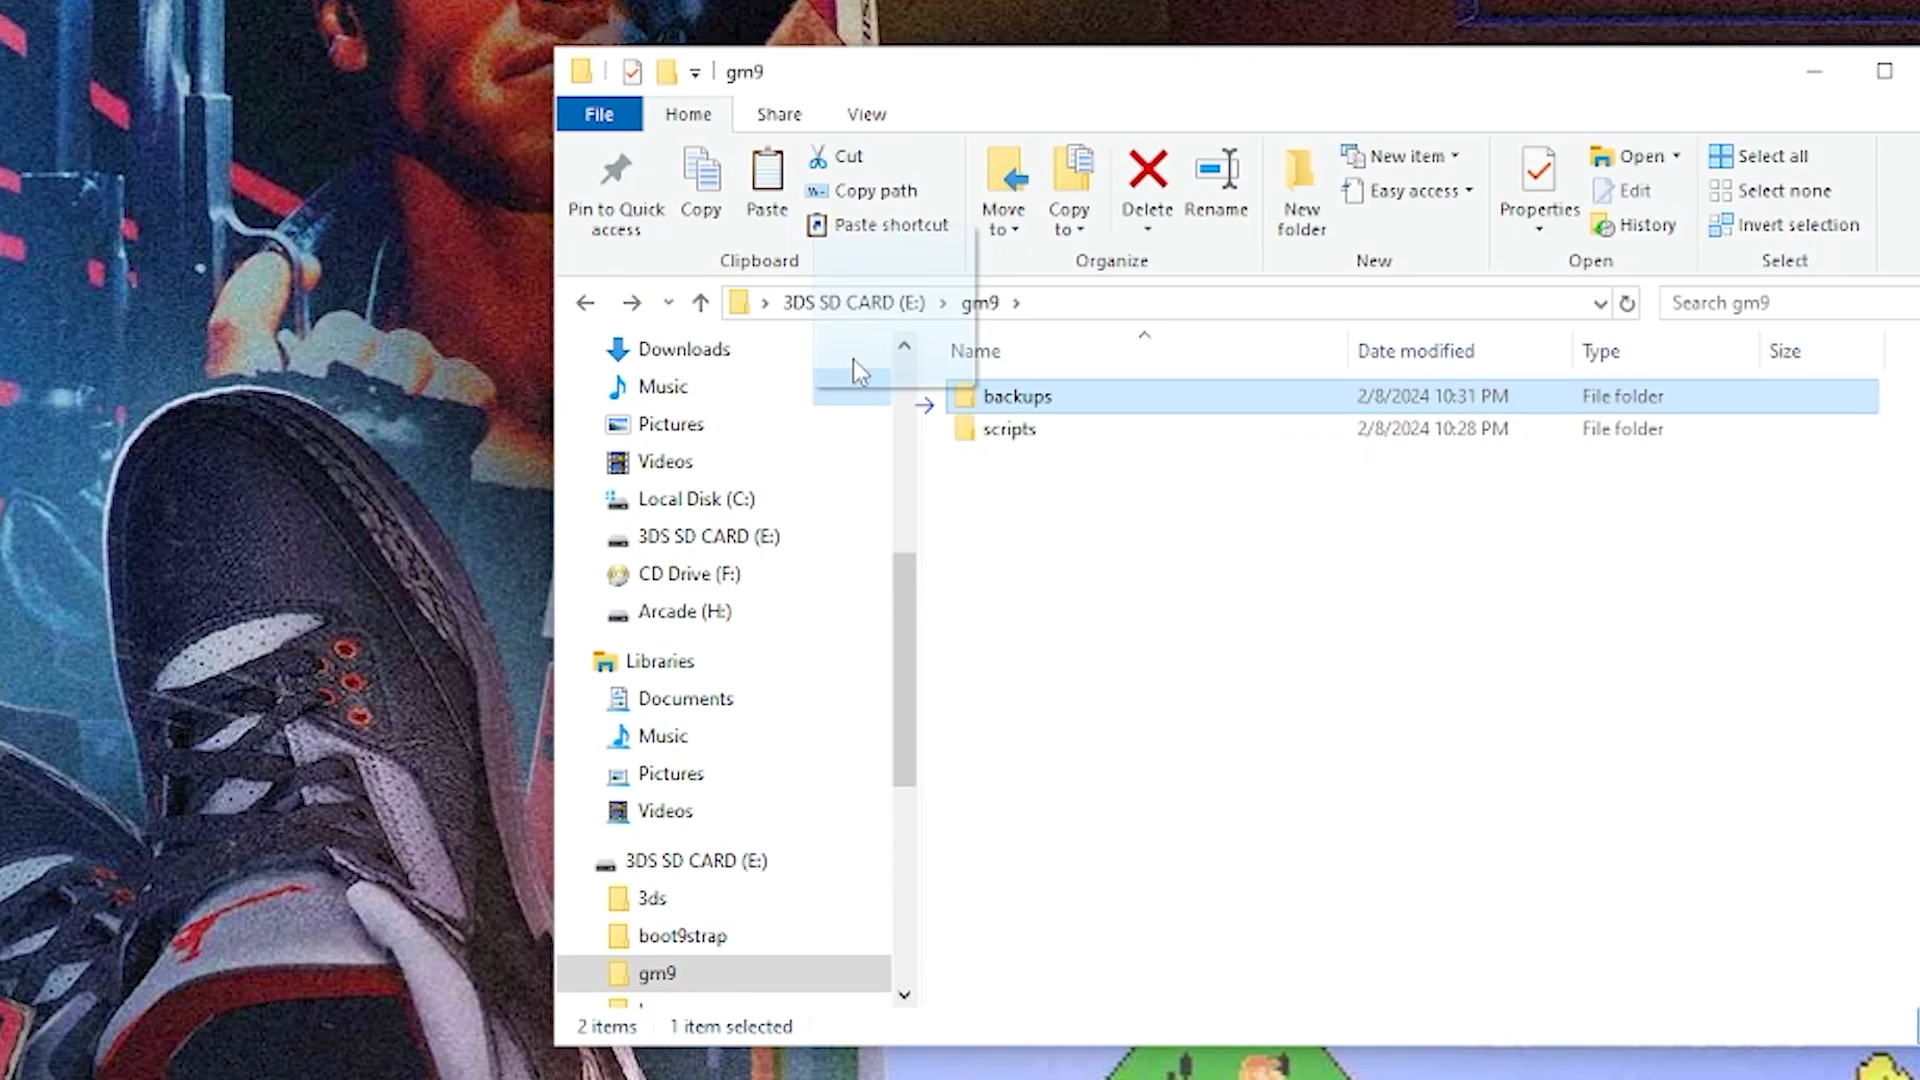 gm9
File Home Share View
Pin to Quick access
Copy
Paste
Cut
Copy path
Paste shortcut
Clipboard
Move to
Copy to
Delete
Rename
Organize
New folder
New item
Easy access
New
Properties
Open
Edit
History
Open
Select all
Select none
Invert selection
Select
3DS SD CARD (E:) > gm9 >
Search gm9
Name Date modified Type Size
backups 2/8/2024 10:31 PM File folder
scripts 2/8/2024 10:28 PM File folder
Downloads
Music
Pictures
Videos
Local Disk (C:)
3DS SD CARD (E:)
CD Drive (F:)
Arcade (H:)
Libraries
Documents
Music
Pictures
Videos
3DS SD CARD (E:)
3ds
boot9strap
gm9
2 items 1 item selected